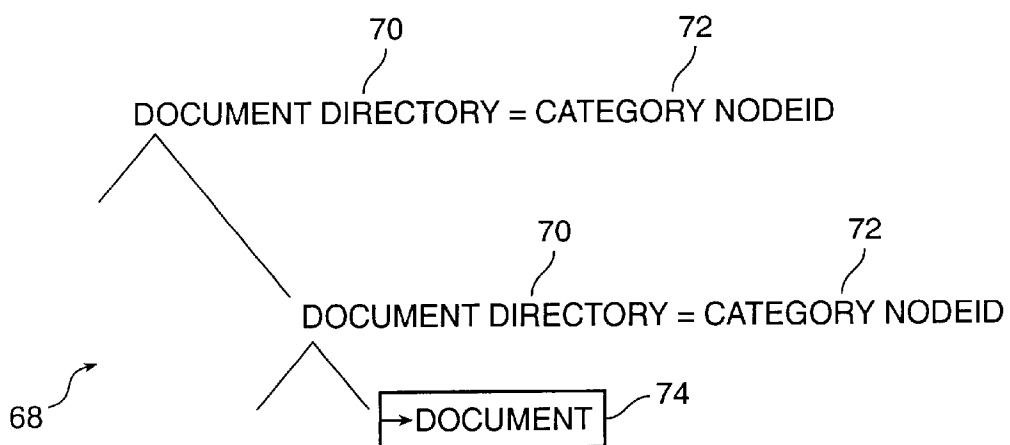 70 72
DOCUMENT DIRECTORY = CATEGORY NODEID
70 72
DOCUMENT DIRECTORY = CATEGORY NODEID
68
DOCUMENT 74